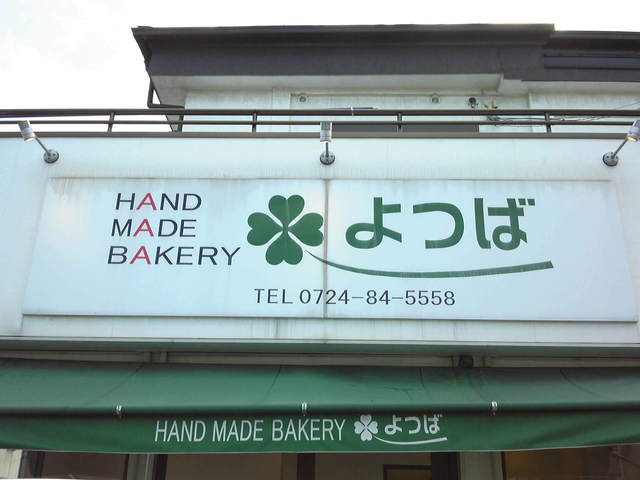 HAND
MADE
BAKERY
よつば
TEL 0724-84-5558
HAND MADE BAKERY よつば